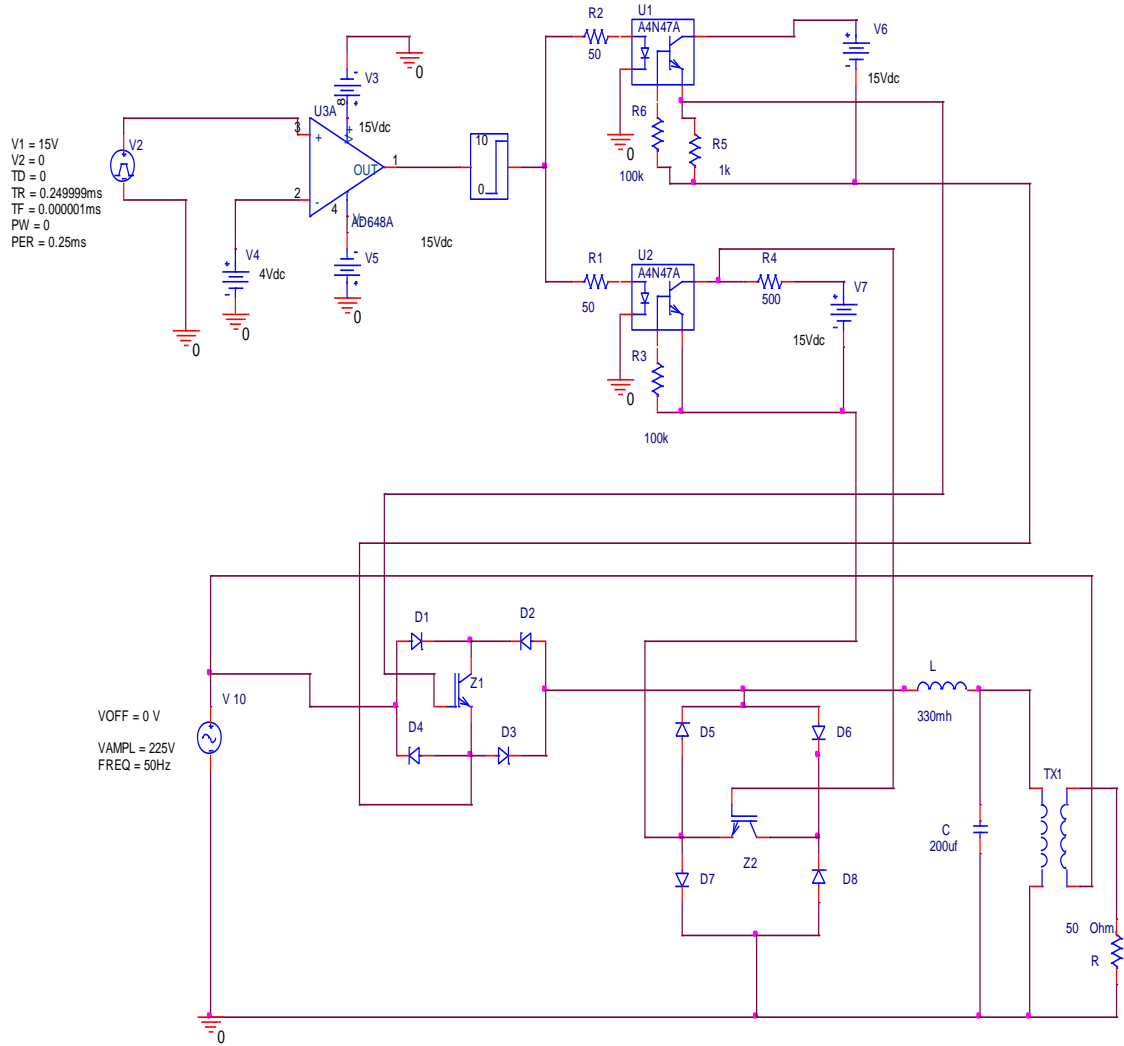 U1
R2
A4N47A
V6
50
V3
0
15Vdc
8
U3A
R6
V1 = 15V
V2 = 0
TD = 0
TR = 0.249999ms
TF = 0.000001ms
PW = 0
PER = 0.25ms
V2
3
+
15Vdc
10
R5
1
OUT
0
100k
1k
0
2
-
4
AD648A
V4
4Vdc
V5
15Vdc
U2
R1
A4N47A
R4
500
V7
50
0
0
0
15Vdc
R3
0
100k
D1
D2
Z1
L
V 10
VOFF = 0 V
330mh
D4
D3
D5
D6
VAMPL = 225V
FREQ = 50Hz
TX1
C
200uf
Z2
D7
D8
50 Ohm
R
0